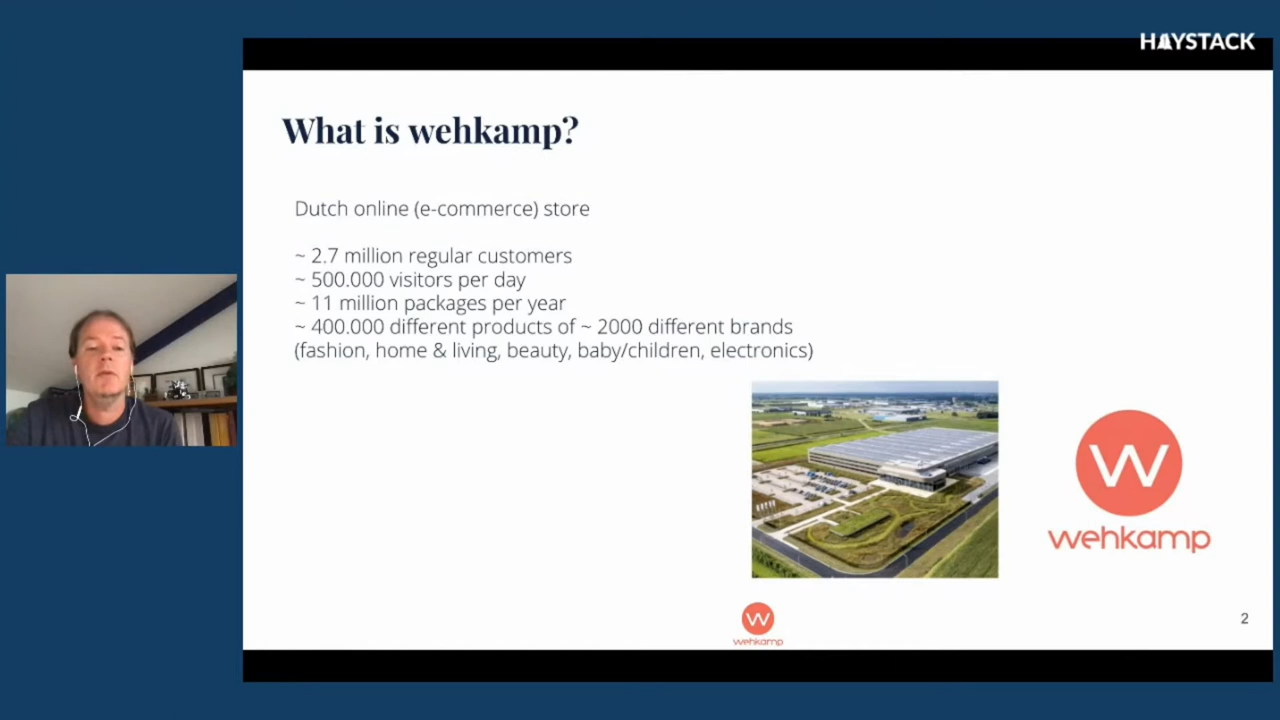 HAYSTACK
What is wehkamp?
Dutch online (e-commerce) store
~ 2.7 million regular customers
~ 500.000 visitors per day
~ 11 million packages per year
~ 400.000 different products of ~ 2000 different brands
(fashion, home & living, beauty, baby/children, electronics)
W
wehkamp
W
wehkamp
2